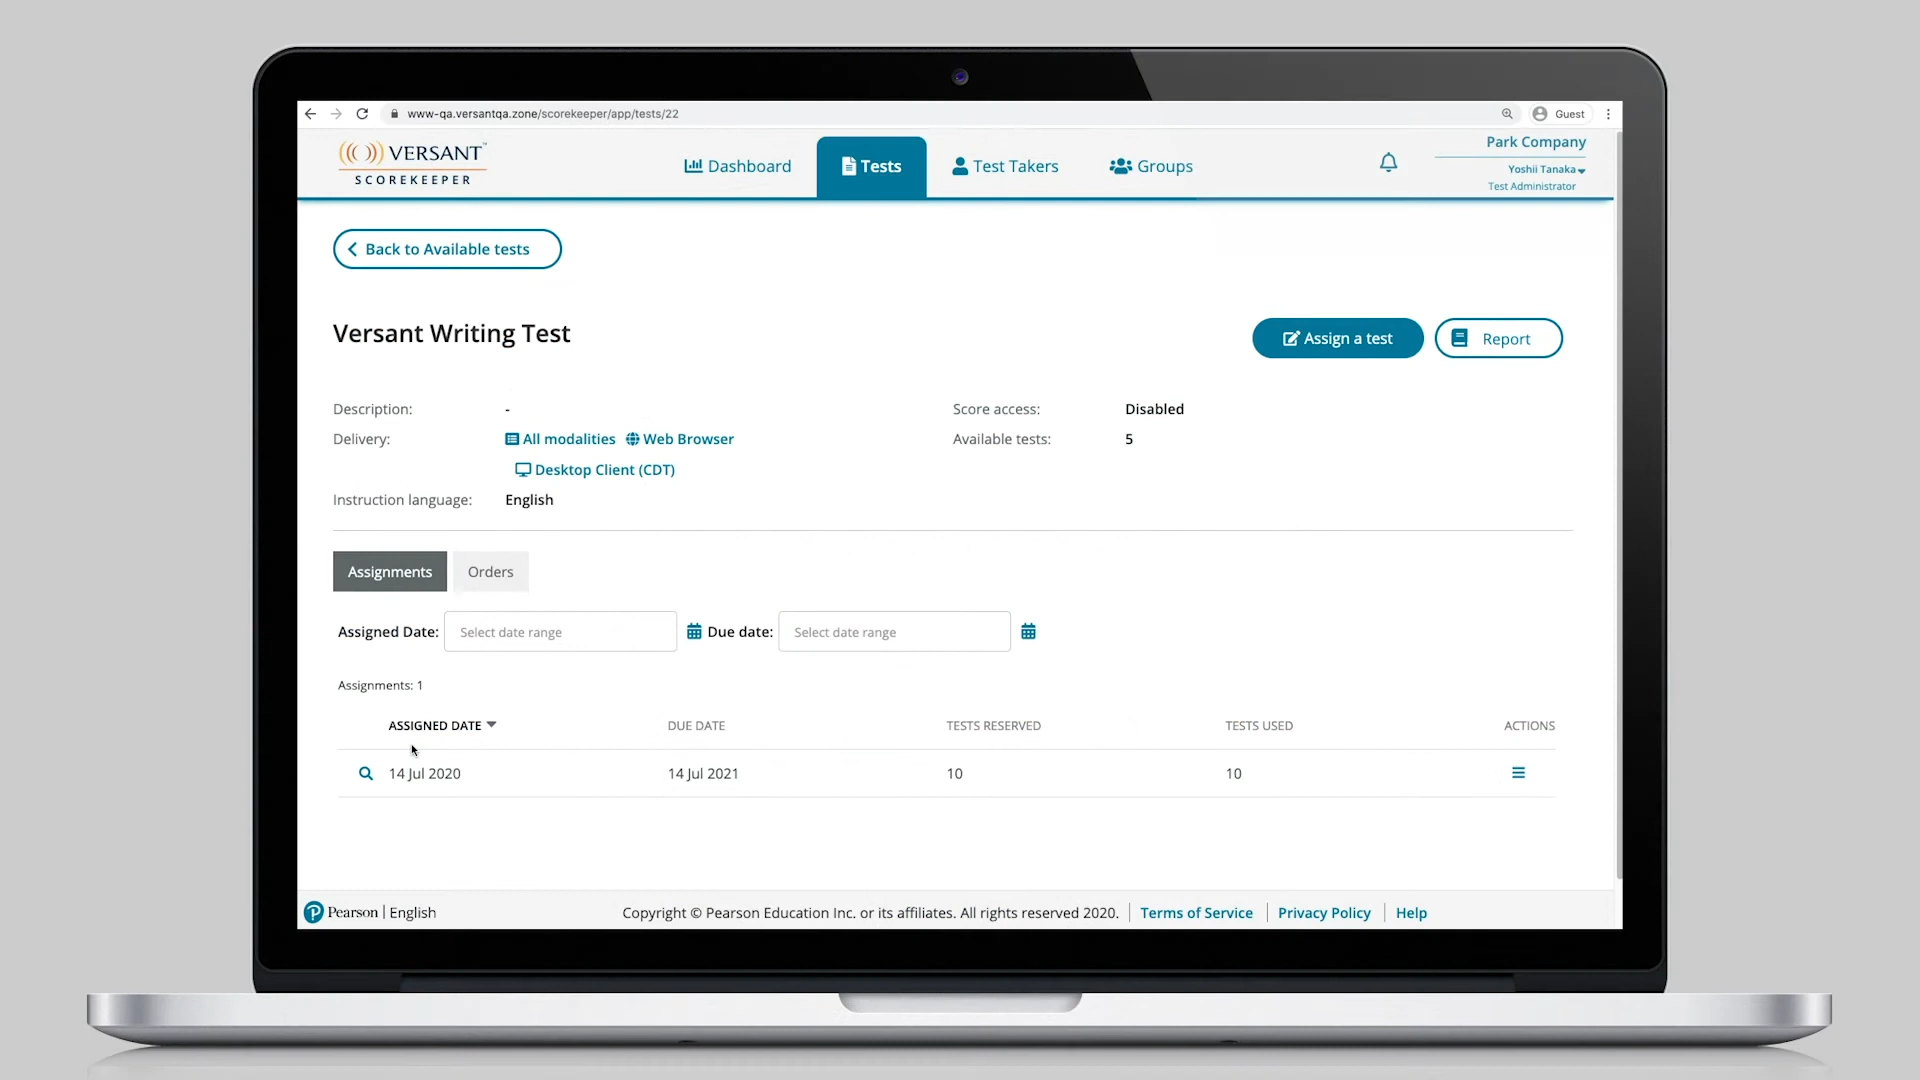 www-qa.versantqa.zone/scorekeeper/app/tests/22
Guest
VERSANT™
SCOREKEEPER
Dashboard
Tests
Test Takers
Groups
Park Company
Yoshii Tanaka
Test Administrator
Back to Available tests
Versant Writing Test
Assign a test
Report
Description: -
Score access: Disabled
Delivery: All modalities Web Browser
Available tests: 5
Desktop Client (CDT)
Instruction language: English
Assignments Orders
Assigned Date: Select date range Due date: Select date range
Assignments: 1
ASSIGNED DATE DUE DATE TESTS RESERVED TESTS USED ACTIONS
14 Jul 2020 14 Jul 2021 10 10
Pearson | English
Copyright © Pearson Education Inc. or its affiliates. All rights reserved 2020. Terms of Service Privacy Policy Help